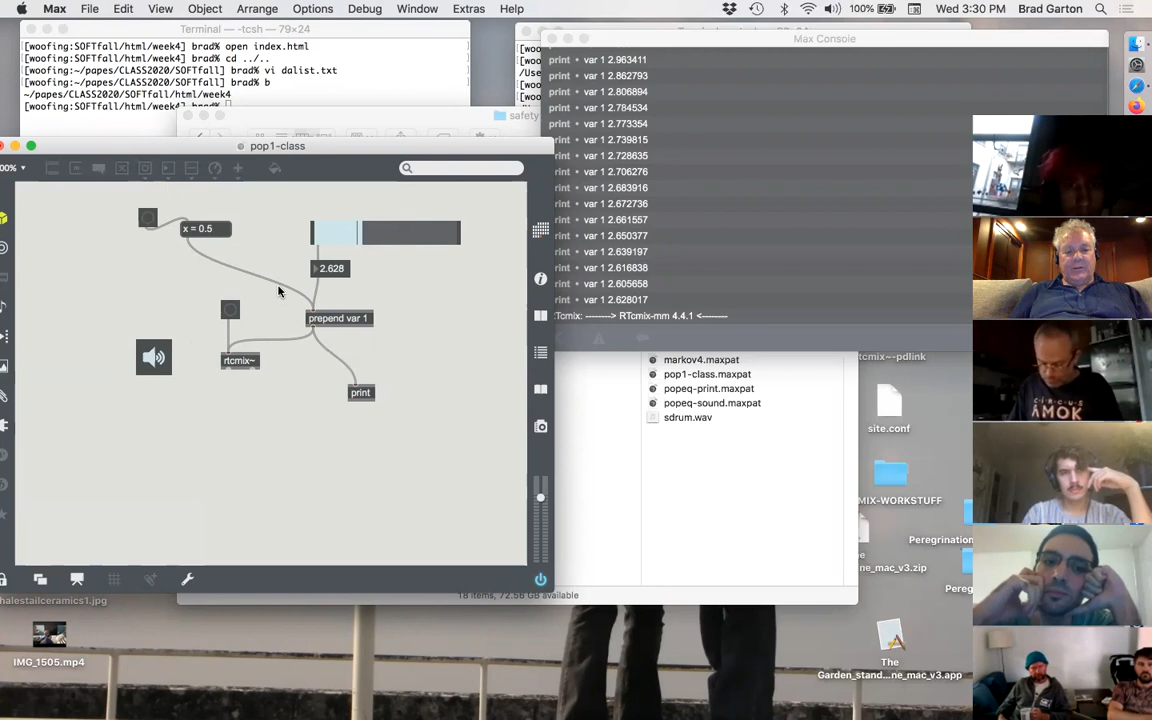 Max File Edit View Object Arrange Options Debug Window Extras Help 100% Wed 3:30 PM Brad Garton
Terminal — -tcsh — 79×24
[woofing:SOFTfall/html/week4] brad% open index.html
[woofing:SOFTfall/html/week4] brad% cd ../..
[woofing:~/papes/CLASS2020/SOFTfall] brad% vi dalist.txt
[woofing:~/papes/CLASS2020/SOFTfall] brad% b
~/papes/CLASS2020/SOFTfall/html/week4
[woofing:SOFTfall/html/week4] brad%
safety
Max Console
print • var 1 2.963411
print • var 1 2.862793
print • var 1 2.806894
print • var 1 2.784534
print • var 1 2.773354
print • var 1 2.739815
print • var 1 2.728635
print • var 1 2.706276
print • var 1 2.683916
print • var 1 2.672736
print • var 1 2.661557
print • var 1 2.650377
print • var 1 2.639197
print • var 1 2.616838
print • var 1 2.605658
print • var 1 2.628017
RTcmix: --------> RTcmix-mm 4.4.1 <--------
pop1-class
00%
x = 0.5
2.628
prepend var 1
rtcmix~
print
markov4.maxpat
pop1-class.maxpat
popeq-print.maxpat
popeq-sound.maxpat
sdrum.wav
18 items, 72.56 GB available
rtcmix~-pdlink
site.conf
MIX-WORKSTUFF
Peregrination
ne_mac_v3.zip
Pereg
The
Garden_stand...ne_mac_v3.app
halestailceramics1.jpg
IMG_1505.mp4
CIRCUS
AMOK